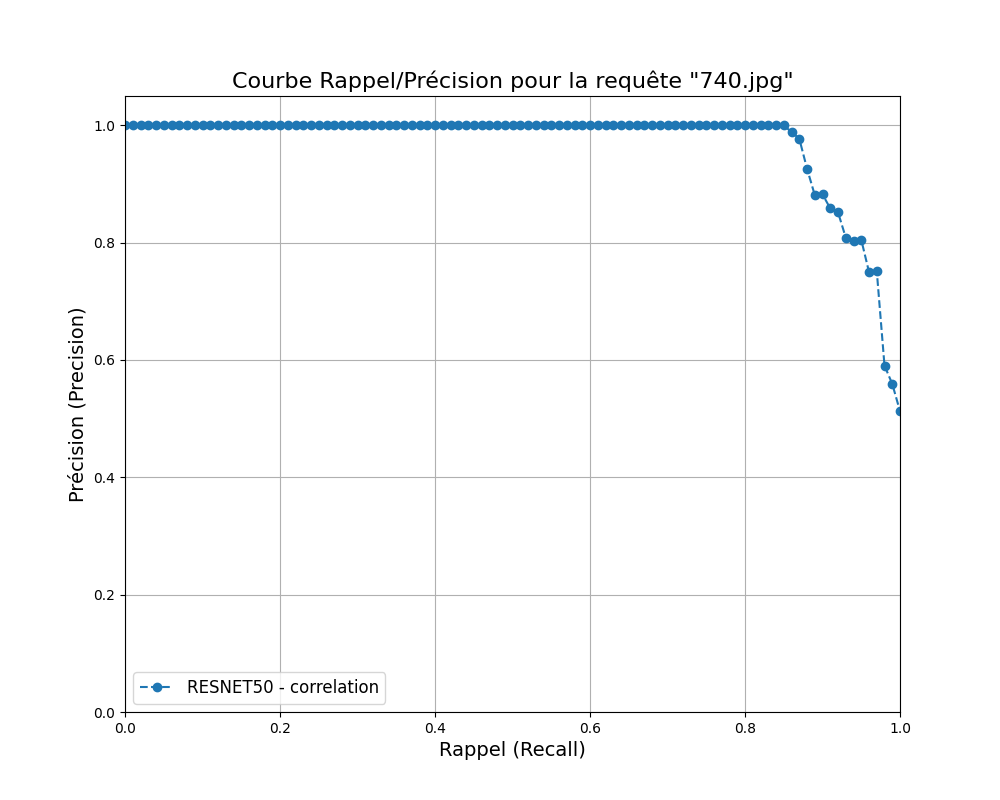 Courbe Rappel/Précision pour la requête "740.jpg"
1.0
0.8
0.6
0.4
0.2
0.0
Précision (Precision)
RESNET50 - correlation
0.0 0.2 0.4 0.6 0.8 1.0
Rappel (Recall)